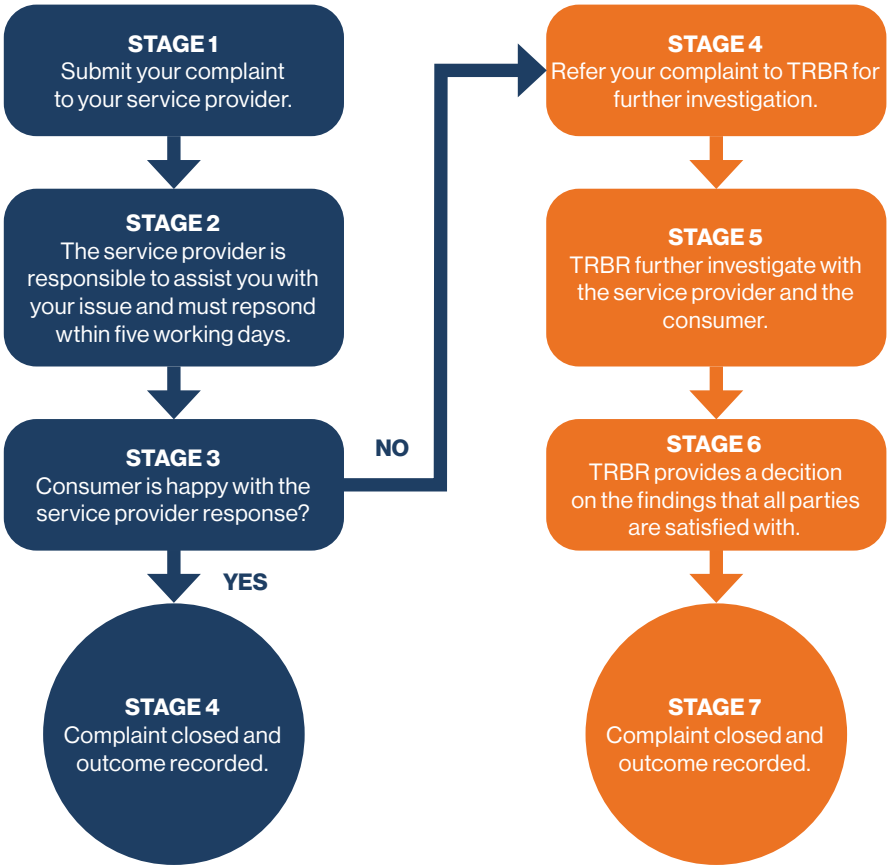 STAGE 1
Submit your complaint
to your service provider.
STAGE 2
The service provider is
responsible to assist you with
your issue and must repsond
wthin five working days.
STAGE 3
Consumer is happy with the
service provider response?
NO
YES
STAGE 4
Complaint closed and
outcome recorded.
STAGE 4
Refer your complaint to TRBR for
further investigation.
STAGE 5
TRBR further investigate with
the service provider and the
consumer.
STAGE 6
TRBR provides a decition
on the findings that all parties
are satisfied with.
STAGE 7
Complaint closed and
outcome recorded.